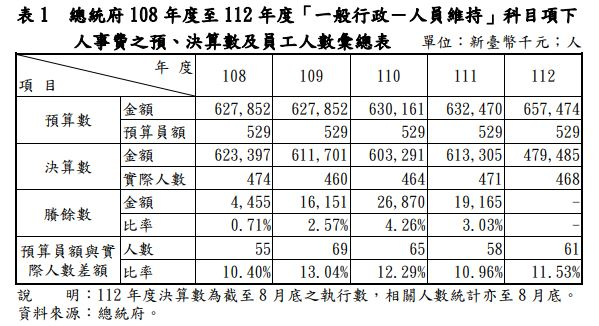 表 1 總統府 108 年度至 112 年度「一般行政－人員維持」科目項下
人事費之預、決算數及員工人數彙總表 單位：新臺幣千元；人
項 目 年 度 108 109 110 111 112
預算數 金額 627,852 627,852 630,161 632,470 657,474
預算員額 529 529 529 529 529
決算數 金額 623,397 611,701 603,291 613,305 479,485
實際人數 474 460 464 471 468
賸餘數 金額 4,455 16,151 26,870 19,165 -
比率 0.71% 2.57% 4.26% 3.03% -
預算員額與實際人數差額 人數 55 69 65 58 61
比率 10.40% 13.04% 12.29% 10.96% 11.53%
說 明：112 年度決算數為截至 8 月底之執行數，相關人數統計亦至 8 月底。
資料來源：總統府。